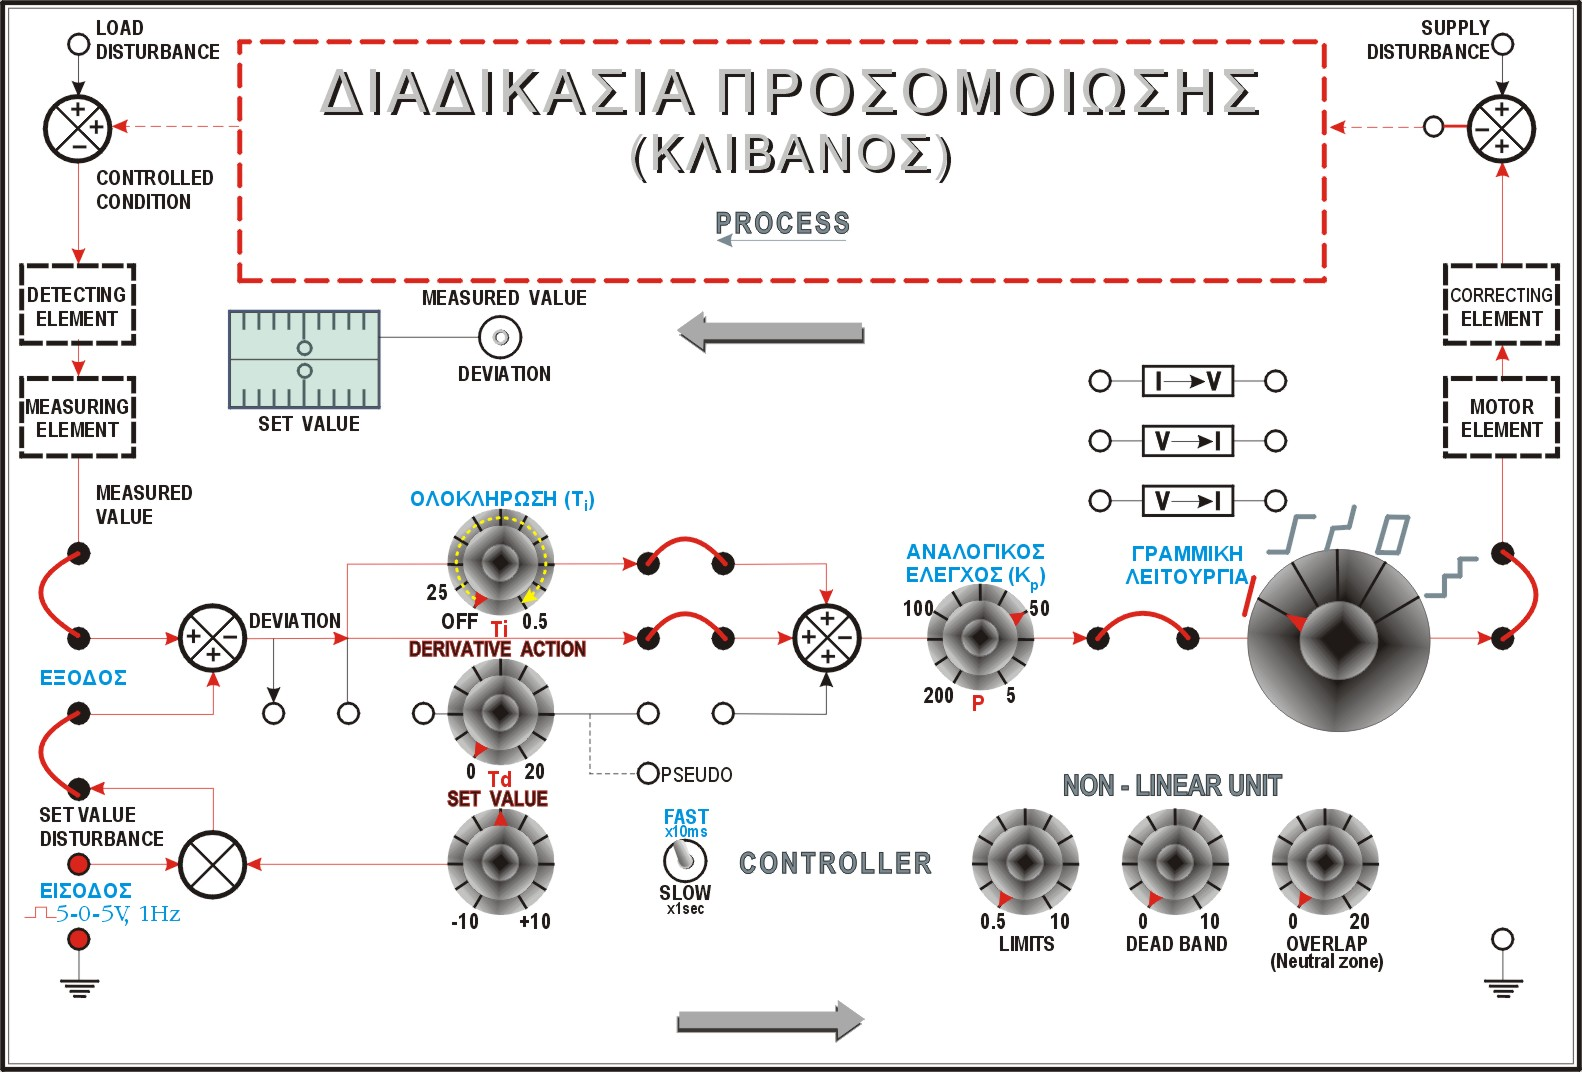 LOAD
DISTURBANCE
SUPPLY
DISTURBANCE
ΔΙΑΔΙΚΑΣΙΑ ΠΡΟΣΟΜΟΙΩΣΗΣ
(ΚΛΙΒΑΝΟΣ)
PROCESS
+
+
−
+
−
+
CONTROLLED
CONDITION
DETECTING
ELEMENT
MEASURING
ELEMENT
MEASURED
VALUE
MEASURED VALUE
DEVIATION
SET VALUE
CORRECTING
ELEMENT
MOTOR
ELEMENT
I → V
V → I
V → I
ΟΛΟΚΛΗΡΩΣΗ (Ti)
25
OFF
0.5
Ti
DERIVATIVE ACTION
0
20
Td
SET VALUE
-10
+10
+
−
+
DEVIATION
+
+
+
ΑΝΑΛΟΓΙΚΟΣ
ΕΛΕΓΧΟΣ (Kp)
100
50
200
5
P
ΓΡΑΜΜΙΚΗ
ΛΕΙΤΟΥΡΓΙΑ
ΕΞΟΔΟΣ
PSEUDO
SET VALUE
DISTURBANCE
ΕΙΣΟΔΟΣ
5-0-5V, 1Hz
FAST
x10ms
SLOW
x1sec
CONTROLLER
NON - LINEAR UNIT
0.5
10
LIMITS
0
10
DEAD BAND
0
20
OVERLAP
(Neutral zone)